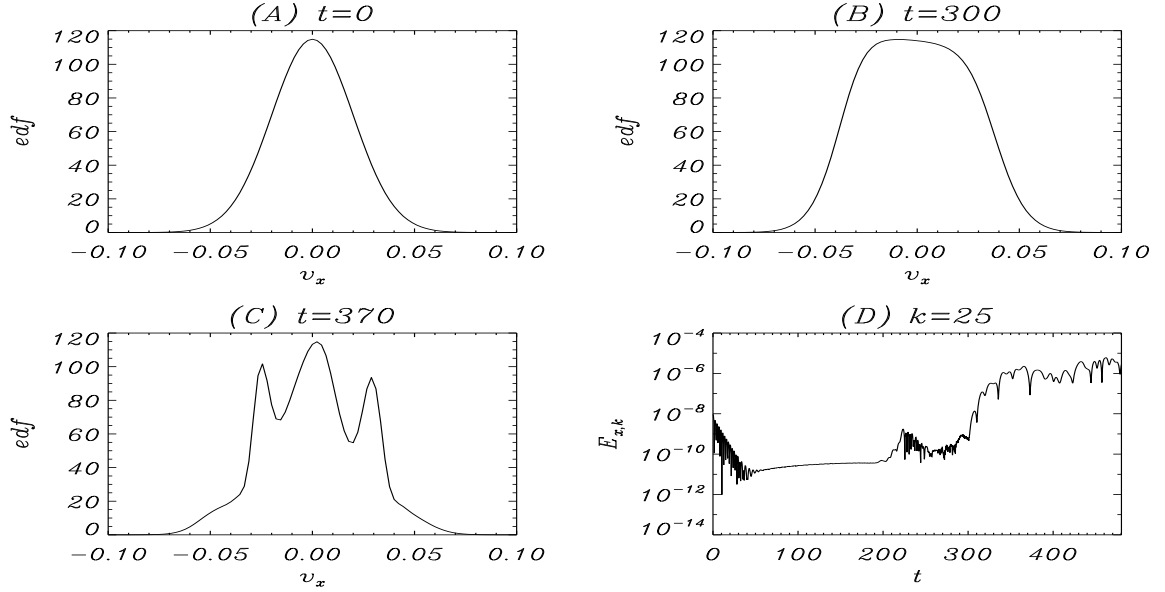 (A) t=0
120
100
80
60
40
20
0
edf
−0.10 −0.05 0.00 0.05 0.10
v_x
(B) t=300
120
100
80
60
40
20
0
edf
−0.10 −0.05 0.00 0.05 0.10
v_x
(C) t=370
120
100
80
60
40
20
0
edf
−0.10 −0.05 0.00 0.05 0.10
v_x
(D) k=25
10^−4
10^−6
10^−8
10^−10
10^−12
10^−14
E_x,k
0 100 200 300 400
t